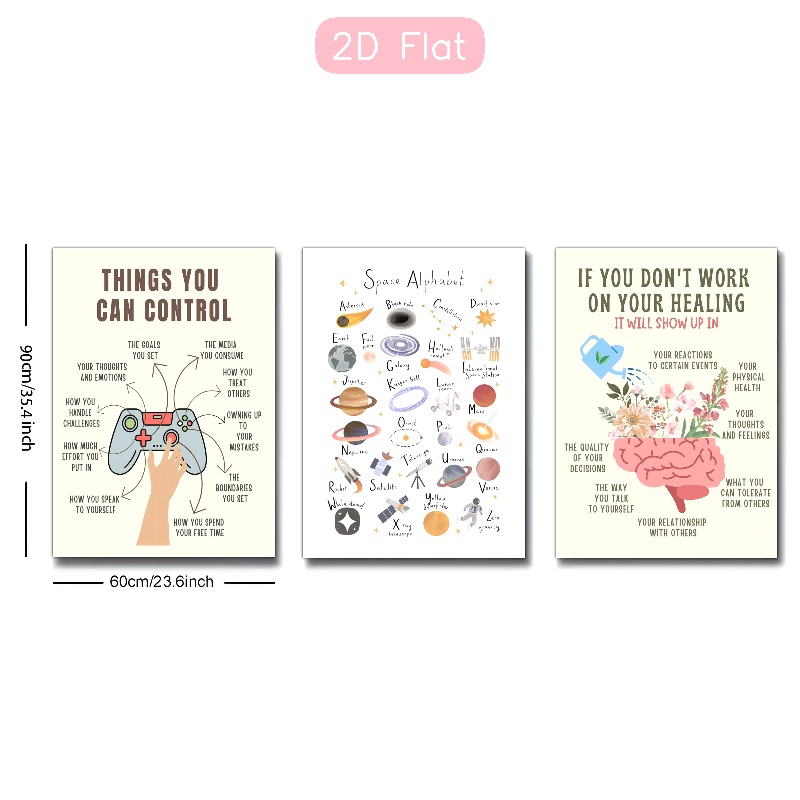 2D Flat
90cm/35.4 inch
60cm/23.6inch
THINGS YOU
CAN CONTROL
THE GOALS
YOU SET
THE MEDIA
YOU CONSUME
YOUR THOUGHTS
AND EMOTIONS
HOW YOU
TREAT
OTHERS
HOW YOU
HANDLE
CHALLENGES
OWNING UP
TO
YOUR
MISTAKES
HOW MUCH
EFFORT YOU
PUT IN
THE
BOUNDARIES
YOU SET
HOW YOU SPEAK
TO YOURSELF
HOW YOU SPEND
YOUR FREE TIME
Space Alphabet
Asteroid
Black hole
Constellation
Dwarf star
Earth
Full moon
Galaxy
Halley's comet
International
Space Station
Jupiter
Kuiper belt
Lunar rover
Mars
Neptune
Orbit
Pluto
Quasar
Rocket
Satellite
Telescope
Uranus
Venus
White dwarf
X ray
telescope
Yellow
Zero
gravity
IF YOU DON'T WORK
ON YOUR HEALING
IT WILL SHOW UP IN
YOUR REACTIONS
TO CERTAIN EVENTS
YOUR
PHYSICAL
HEALTH
YOUR
THOUGHTS
AND FEELINGS
THE QUALITY
OF YOUR
DECISIONS
WHAT YOU
CAN TOLERATE
FROM OTHERS
THE WAY
YOU TALK
TO YOURSELF
YOUR RELATIONSHIP
WITH OTHERS